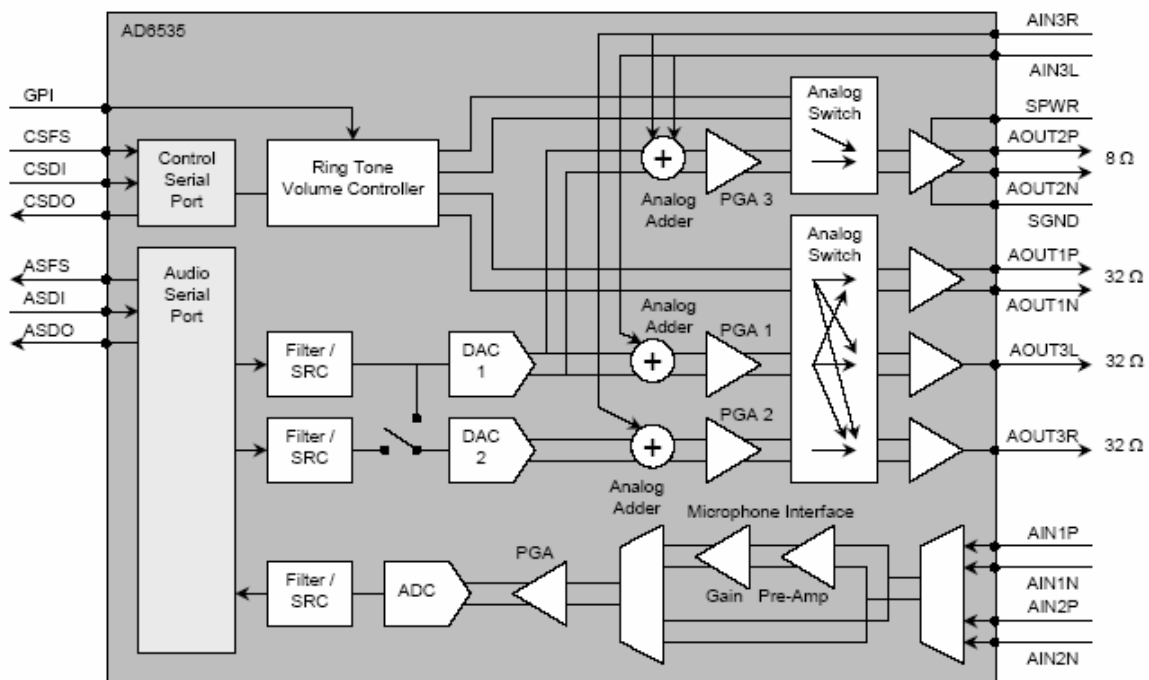 AD6535
AIN3R
AIN3L
GPI
CSFS
CSDI
CSDO
Control
Serial
Port
Ring Tone
Volume Controller
Analog
Adder
PGA 3
Analog
Switch
SPWR
AOUT2P
8 Ω
AOUT2N
SGND
ASFS
ASDI
ASDO
Audio
Serial
Port
Analog
Switch
AOUT1P
32 Ω
AOUT1N
Filter /
SRC
DAC
1
Analog
Adder
PGA 1
AOUT3L
32 Ω
Filter /
SRC
DAC
2
Analog
Adder
PGA 2
AOUT3R
32 Ω
Microphone Interface
Filter /
SRC
ADC
PGA
Gain
Pre-Amp
AIN1P
AIN1N
AIN2P
AIN2N